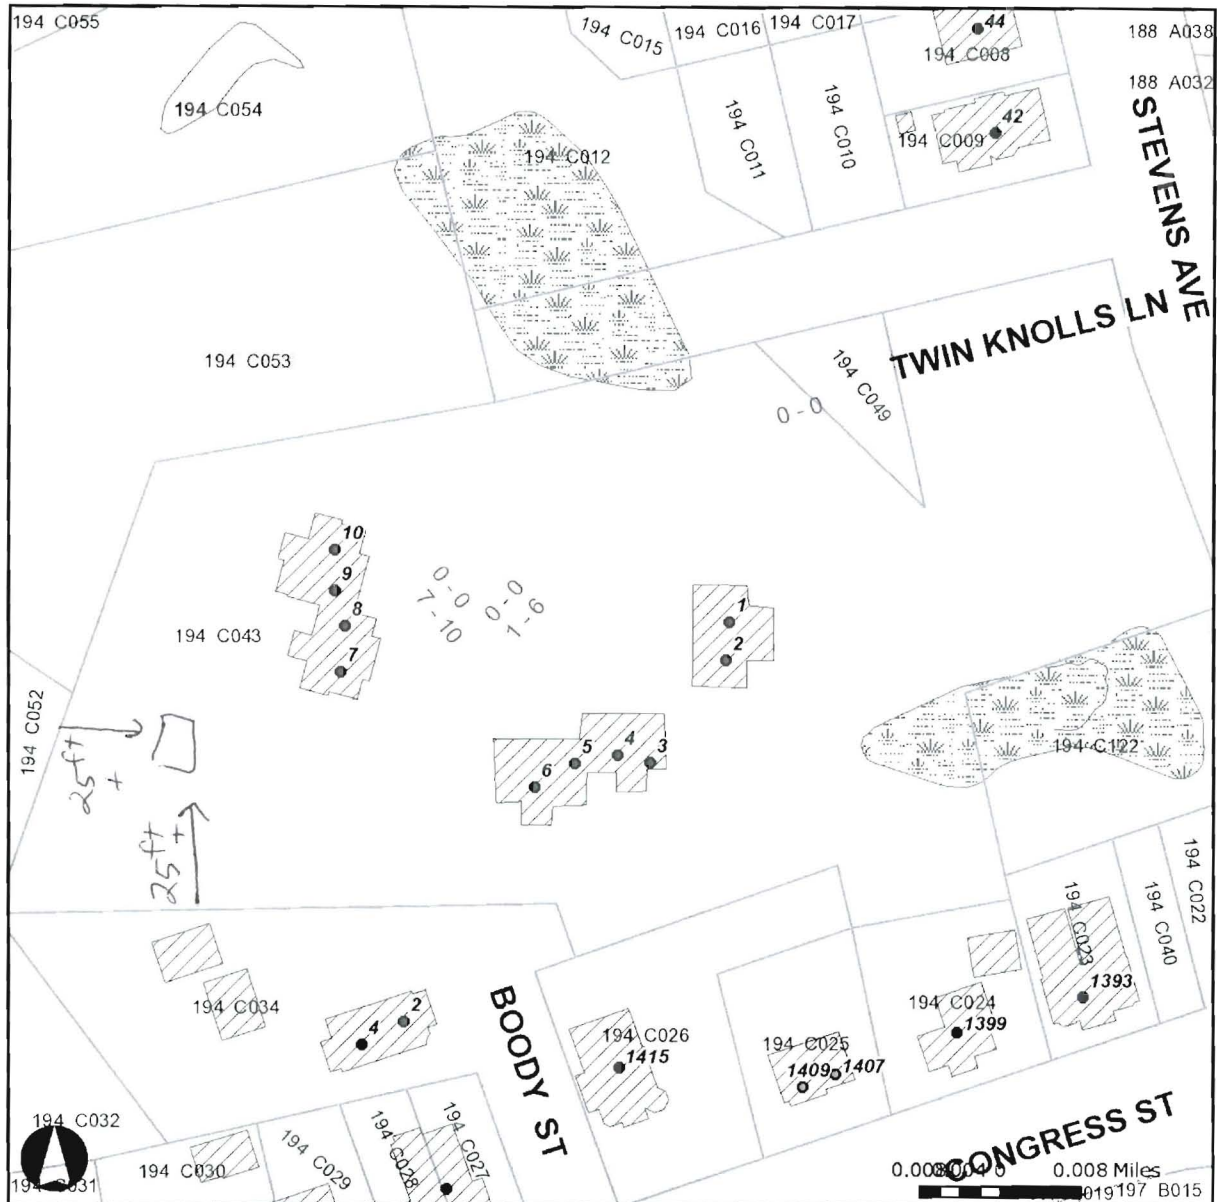 194 C055
194 C015
194 C016
194 C017
44
188 A038
194 C008
188 A032
194 C054
42
194 C009
194 C012
194 C011
194 C010
STEVENS AVE
TWIN KNOLLS LN
194 C053
194 C049
0 - 0
10
9
8
7
0 - 0
7 - 10
0 - 0
1 - 6
1
2
194 C043
194 C052
25 ft
+
25 ft
+
6
5
4
3
194 C122
194 C022
194 C040
194 C023
1393
194 C034
2
4
BOODY ST
194 C026
1415
194 C024
1399
194 C025
1409
1407
194 C032
194 C031
194 C030
194 C029
194 C028
194 C027
CONGRESS ST
0
0.008 Miles
197 B015